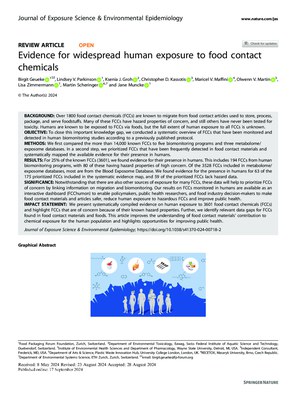 Journal of Exposure Science & Environmental Epidemiology
www.nature.com/jes
REVIEW ARTICLE OPEN
Check for updates
Evidence for widespread human exposure to food contact
chemicals
Birgit Geueke, Lindsey V. Parkinson, Ksenia J. Groh, Christopher D. Kassotis, Maricel V. Maffini, Olwenn V. Martin,
Lisa Zimmermann, Martin Scheringer and Jane Muncke
© The Author(s) 2024
BACKGROUND: Over 1800 food contact chemicals (FCCs) are known to migrate from food contact articles used to store, process,
package, and serve foodstuffs. Many of these FCCs have hazard properties of concern, and still others have never been tested for
toxicity. Humans are known to be exposed to FCCs via foods, but the full extent of human exposure to all FCCs is unknown.
OBJECTIVE: To close this important knowledge gap, we conducted a systematic overview of FCCs that have been monitored and
detected in human biomonitoring studies according to a previously published protocol.
METHODS: We first compared the more than 14,000 known FCCs to five biomonitoring programs and three metabolome/
exposome databases. In a second step, we prioritized FCCs that have been frequently detected in food contact materials and
systematically mapped the available evidence for their presence in humans.
RESULTS: For 25% of the known FCCs (3601), we found evidence for their presence in humans. This includes 194 FCCs from human
biomonitoring programs, with 80 of these having hazard properties of high concern. Of the 3528 FCCs included in metabolome/
exposome databases, most are from the Blood Exposome Database. We found evidence for the presence in humans for 63 of the
175 prioritized FCCs included in the systematic evidence map, and 59 of the prioritized FCCs lack hazard data.
SIGNIFICANCE: Notwithstanding that there are also other sources of exposure for many FCCs, these data will help to prioritize FCCs
of concern by linking information on migration and biomonitoring. Our results on FCCs monitored in humans are available as an
interactive dashboard (FCChumon) to enable policymakers, public health researchers, and food industry decision-makers to make
food contact materials and articles safer, reduce human exposure to hazardous FCCs and improve public health.
IMPACT STATEMENT: We present systematically compiled evidence on human exposure to 3601 food contact chemicals (FCCs)
and highlight FCCs that are of concern because of their known hazard properties. Further, we identify relevant data gaps for FCCs
found in food contact materials and foods. This article improves the understanding of food contact materials' contribution to
chemical exposure for the human population and highlights opportunities for improving public health.
Journal of Exposure Science & Environmental Epidemiology; https://doi.org/10.1038/s41370-024-00718-2
Graphical Abstract
Received: 8 May 2024 Revised: 23 August 2024 Accepted: 28 August 2024
Published online: 17 September 2024
SPRINGER NATURE